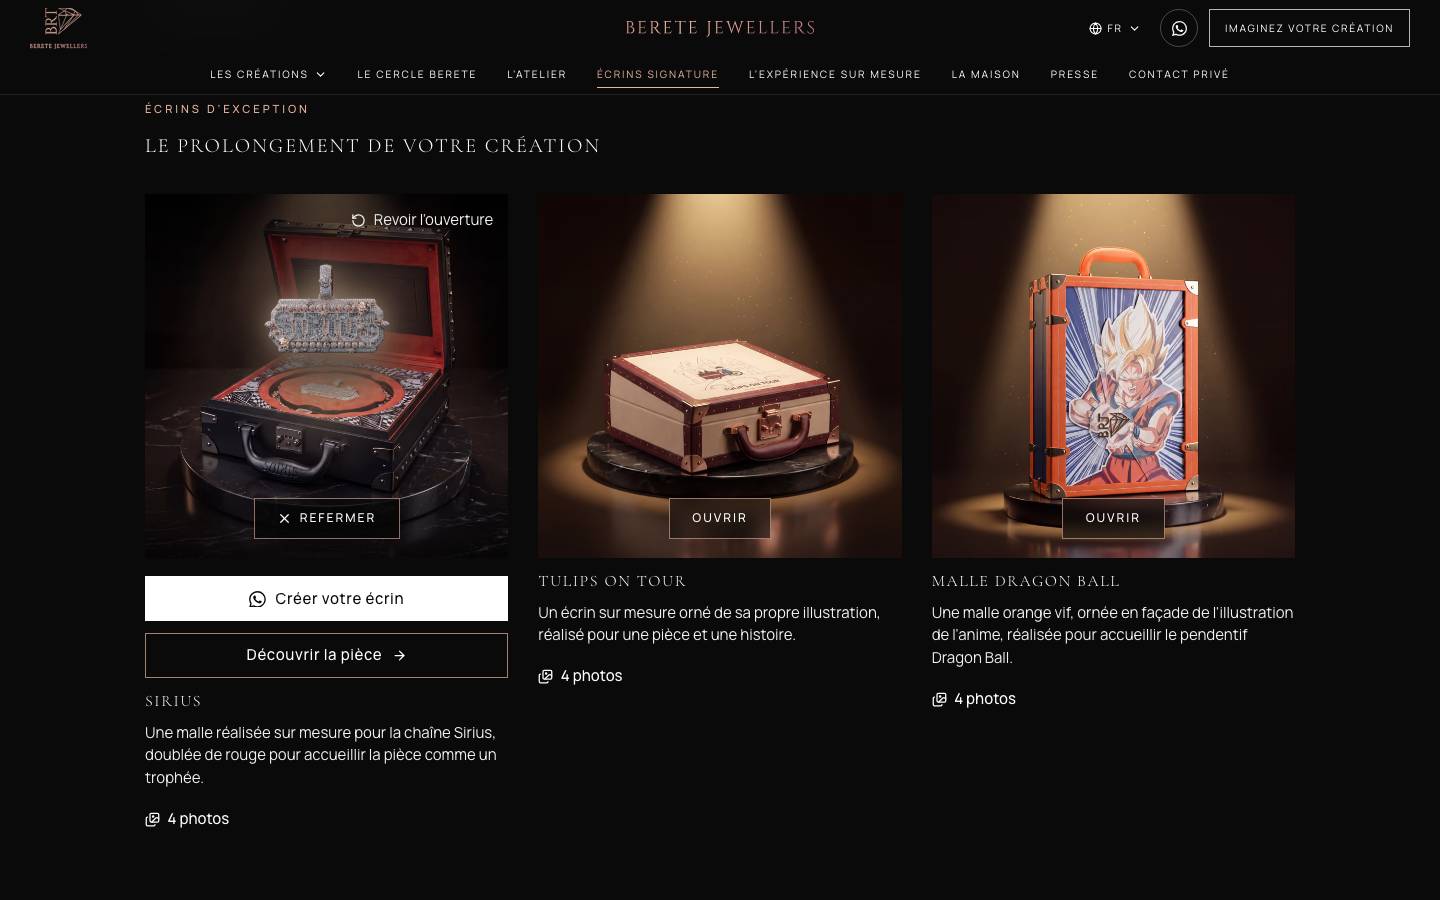 BRT
BERETE JEWELLERS
BERETE JEWELLERS
FR
IMAGINEZ VOTRE CRÉATION
LES CRÉATIONS
LE CERCLE BERETE
L'ATELIER
ÉCRINS SIGNATURE
L'EXPÉRIENCE SUR MESURE
LA MAISON
PRESSE
CONTACT PRIVÉ
ÉCRINS D'EXCEPTION
LE PROLONGEMENT DE VOTRE CRÉATION
Revoir l'ouverture
SIRIUS
REFERMER
TULIPS ON TOUR
OUVRIR
BRT
OUVRIR
Créer votre écrin
Découvrir la pièce
SIRIUS
Une malle réalisée sur mesure pour la chaîne Sirius,
doublée de rouge pour accueillir la pièce comme un
trophée.
4 photos
TULIPS ON TOUR
Un écrin sur mesure orné de sa propre illustration,
réalisé pour une pièce et une histoire.
4 photos
MALLE DRAGON BALL
Une malle orange vif, ornée en façade de l'illustration
de l'anime, réalisée pour accueillir le pendentif
Dragon Ball.
4 photos